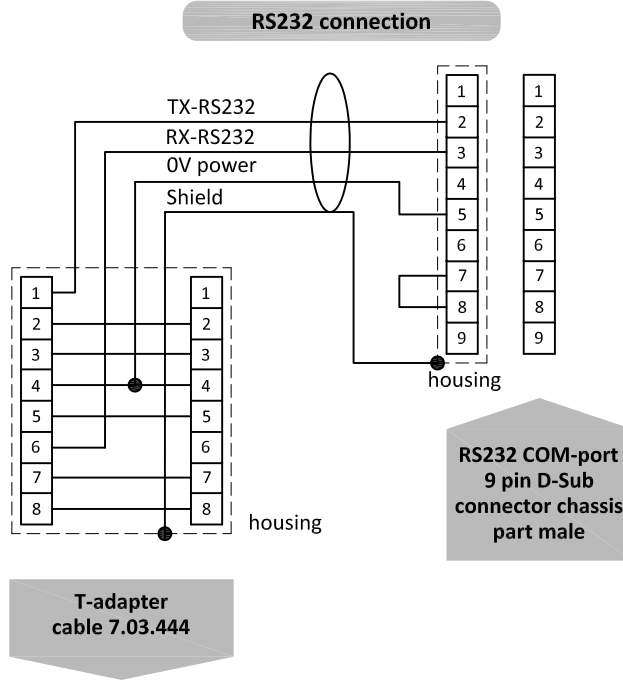 RS232 connection
TX-RS232
RX-RS232
0V power
Shield
1
2
3
4
5
6
7
8
9
1
2
3
4
5
6
7
8
9
housing
1
2
3
4
5
6
7
8
1
2
3
4
5
6
7
8
housing
RS232 COM-port
9 pin D-Sub
connector chassis
part male
T-adapter
cable 7.03.444